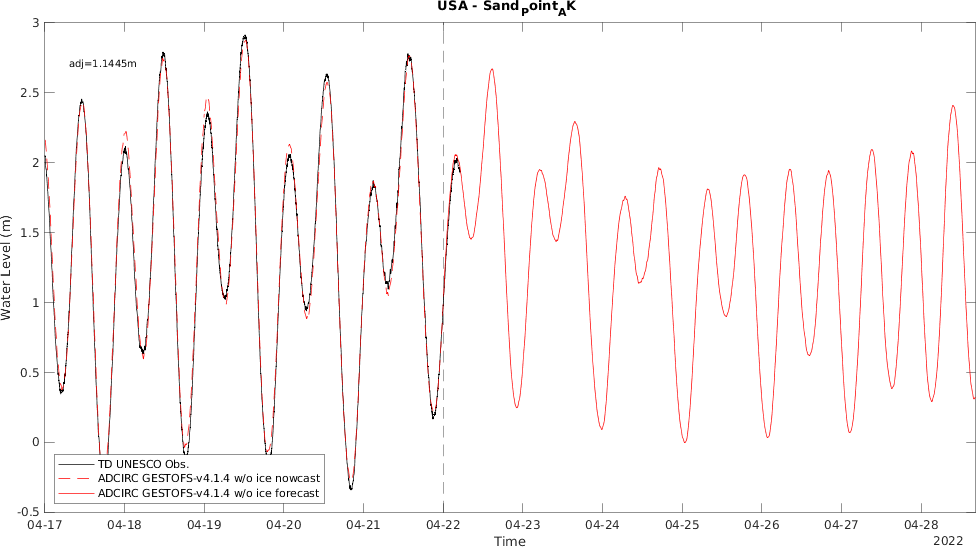 USA - Sand_Point_AK
3
adj=1.1445m
2.5
2
1.5
1
0.5
0
-0.5
Water Level (m)
TD UNESCO Obs.
ADCIRC GESTOFS-v4.1.4 w/o ice nowcast
ADCIRC GESTOFS-v4.1.4 w/o ice forecast
04-17 04-18 04-19 04-20 04-21 04-22 04-23 04-24 04-25 04-26 04-27 04-28
Time
2022